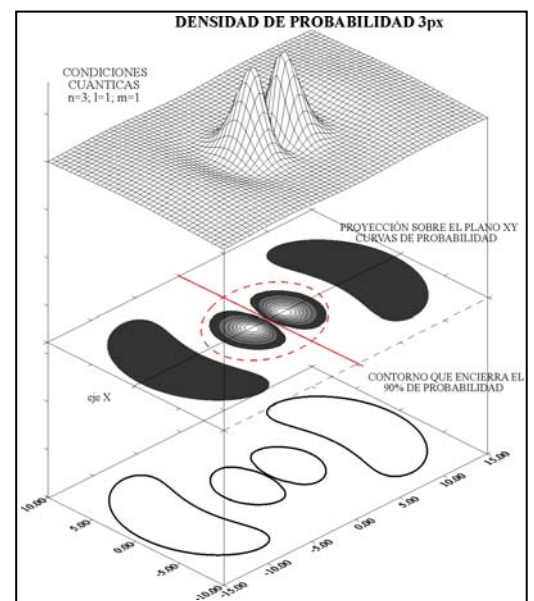 DENSIDAD DE PROBABILIDAD 3px
CONDICIONES
CUÁNTICAS
n=3; l=1; m=1
PROYECCIÓN SOBRE EL PLANO XY
CURVAS DE PROBABILIDAD
CONTORNO QUE ENCIERRA EL
90% DE PROBABILIDAD
eje X
10.00
5.00
0.00
-5.00
-10.00
-15.00
-10.00
-5.00
0.00
5.00
10.00
15.00